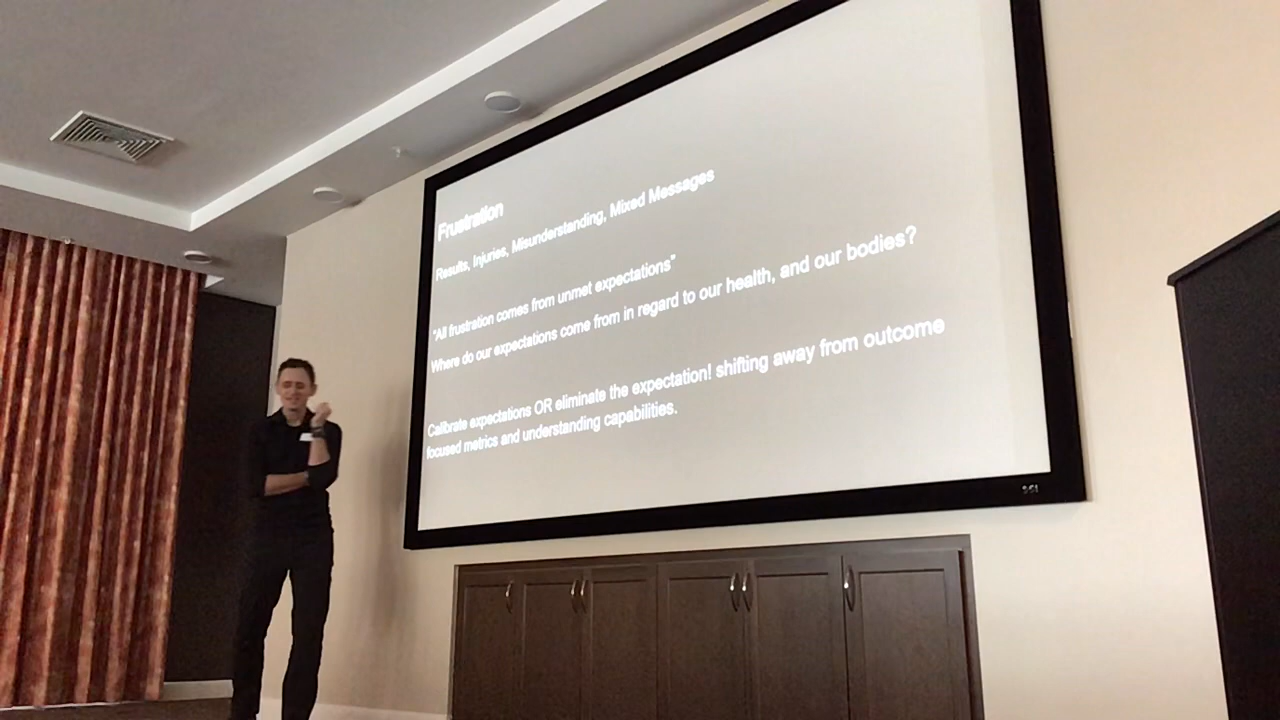 Frustration
Results, Injuries, Misunderstanding, Mixed Messages
"All frustration comes from unmet expectations"
Where do our expectations come from in regard to our health, and our bodies?
Calibrate expectations OR eliminate the expectation! shifting away from outcome
focused metrics and understanding capabilities.